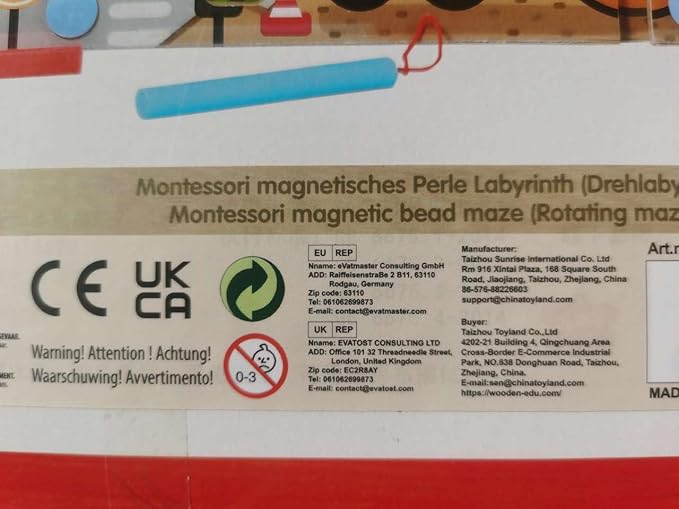 Montessori magnetisches Perle Labyrinth (Drehlaby
Montessori magnetic bead maze (Rotating maz
CE
UK
CA
EU REP
Nname: eVatmaster Consulting GmbH
ADD: RaiffeisenstraBe 2 B11, 63110
Rodgau, Germany
Zip code: 63110
Tel: 061062699873
E-mail: contact@evatmaster.com
UK REP
Nname: EVATOST CONSULTING LTD
ADD: Office 101 32 Threadneedle Street,
London, United Kingdom
Zip code: EC2R8AY
Tel: 061062699873
E-mail: contact@evatost.com
Manufacturer:
Taizhou Sunrise International Co. Ltd
Rm 916 Xintai Plaza, 168 Square South
Road, Jiaojiang, Taizhou, Zhejiang, China
86-576-88226603
support@chinatoyland.com
Buyer:
Taizhou Toyland Co.,Ltd
4202-21 Building 4, Qingchuang Area
Cross-Border E-Commerce Industrial
Park, NO.638 Donghuan Road, Taizhou,
Zhejiang, China.
E-mail:sen@chinatoyland.com
https://wooden-edu.com/
Art.n
MAD
GEVAAR.
MENT.
Warning! Attention ! Achtung!
Waarschuwing! Avvertimento!
0-3